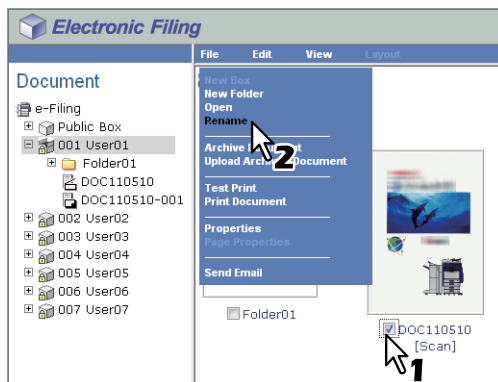 Electronic Filing
File Edit View Layout
Document
e-Filing
Public Box
001 User01
Folder01
DOC110510
DOC110510-001
002 User02
003 User03
004 User04
005 User05
006 User06
007 User07
New Box
New Folder
Open
Rename
2
Archive Document
Upload Archive Document
Test Print
Print Document
Properties
Page Properties
Send Email
Folder01
DOC110510
[Scan]
1